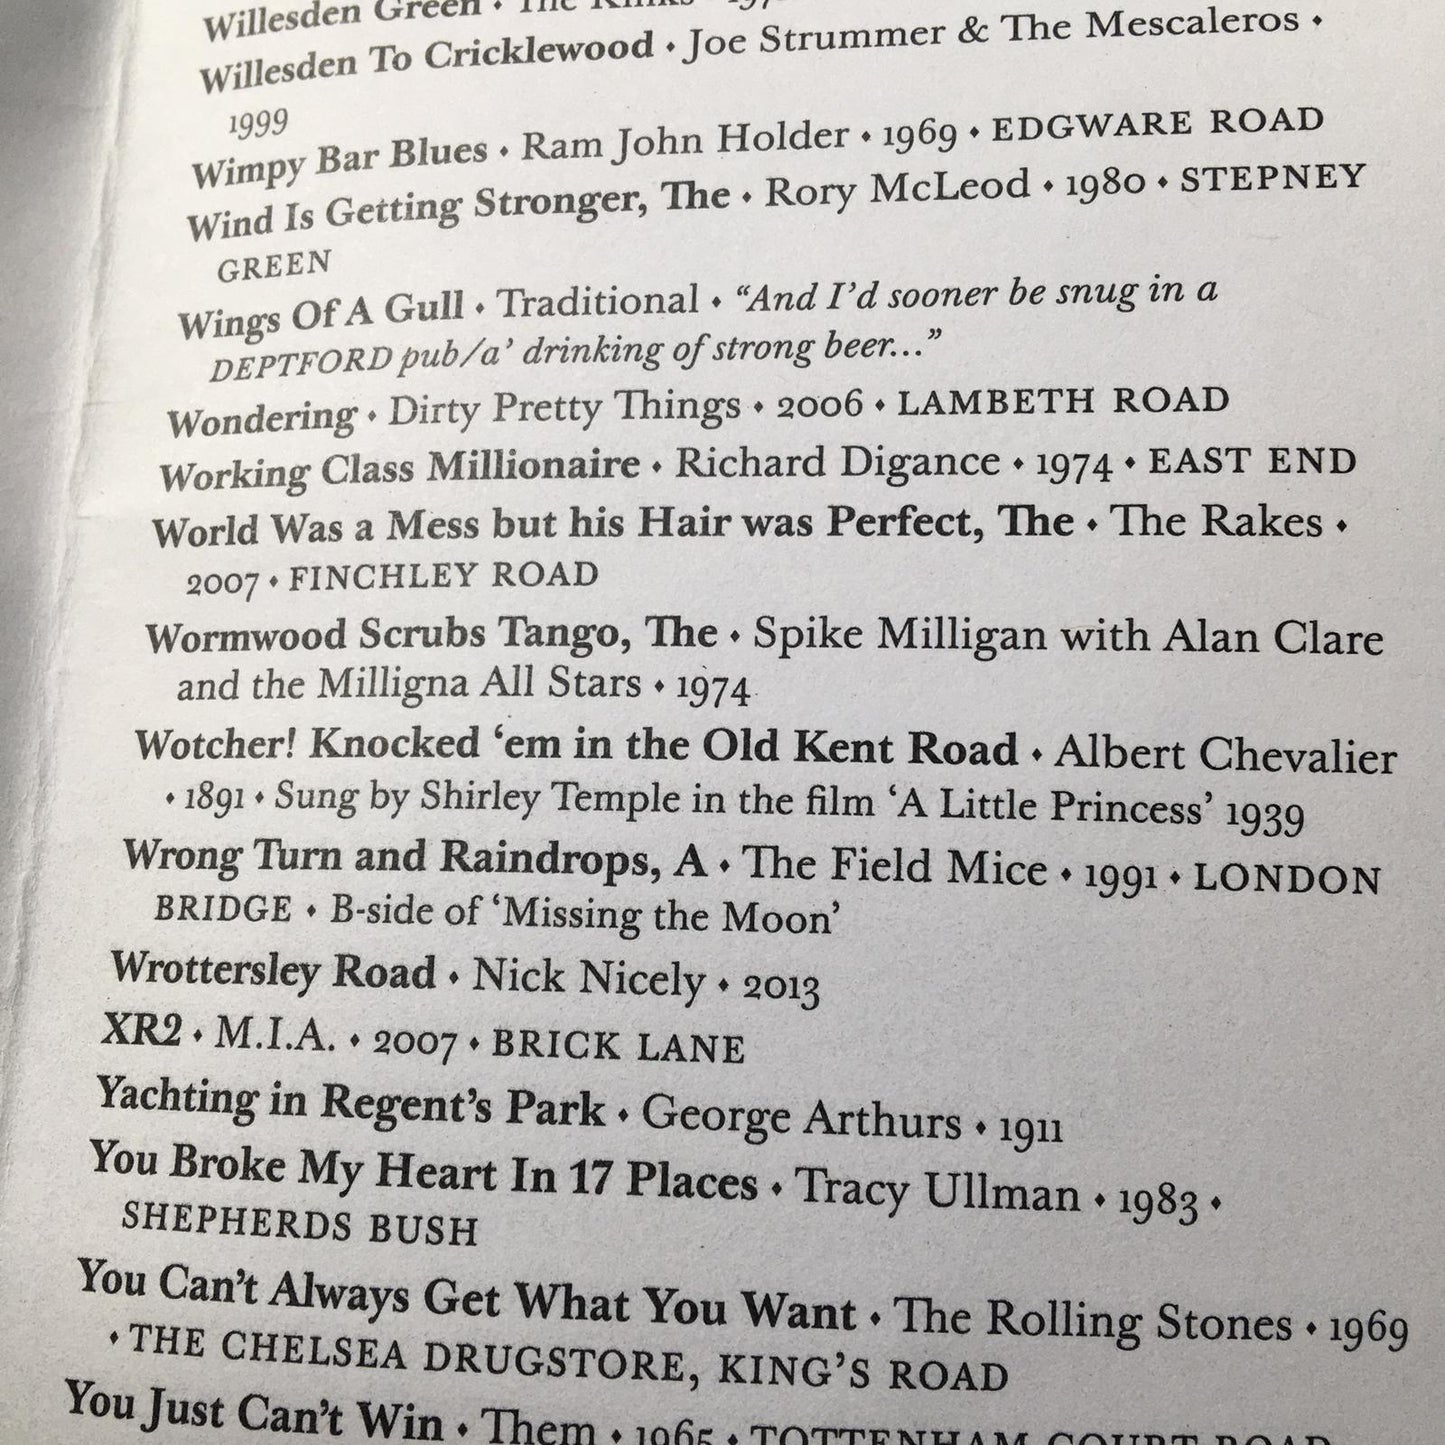 Willesden Green ⬩ The Kinks ⬩
Willesden To Cricklewood ⬩ Joe Strummer & The Mescaleros ⬩
1999
Wimpy Bar Blues ⬩ Ram John Holder ⬩ 1969 ⬩ EDGWARE ROAD
Wind Is Getting Stronger, The ⬩ Rory McLeod ⬩ 1980 ⬩ STEPNEY
GREEN
Wings Of A Gull ⬩ Traditional ⬩ “And I’d sooner be snug in a
DEPTFORD pub/a’ drinking of strong beer…”
Wondering ⬩ Dirty Pretty Things ⬩ 2006 ⬩ LAMBETH ROAD
Working Class Millionaire ⬩ Richard Digance ⬩ 1974 ⬩ EAST END
World Was a Mess but his Hair was Perfect, The ⬩ The Rakes ⬩
2007 ⬩ FINCHLEY ROAD
Wormwood Scrubs Tango, The ⬩ Spike Milligan with Alan Clare
and the Milligna All Stars ⬩ 1974
Wotcher! Knocked ‘em in the Old Kent Road ⬩ Albert Chevalier
⬩ 1891 ⬩ Sung by Shirley Temple in the film ‘A Little Princess’ 1939
Wrong Turn and Raindrops, A ⬩ The Field Mice ⬩ 1991 ⬩ LONDON
BRIDGE ⬩ B-side of ‘Missing the Moon’
Wrottersley Road ⬩ Nick Nicely ⬩ 2013
XR2 ⬩ M.I.A. ⬩ 2007 ⬩ BRICK LANE
Yachting in Regent’s Park ⬩ George Arthurs ⬩ 1911
You Broke My Heart In 17 Places ⬩ Tracy Ullman ⬩ 1983 ⬩
SHEPHERDS BUSH
You Can’t Always Get What You Want ⬩ The Rolling Stones ⬩ 1969
⬩ THE CHELSEA DRUGSTORE, KING’S ROAD
You Just Can’t Win ⬩ Them ⬩ 1965 ⬩ TOTTENHAM COURT ROAD